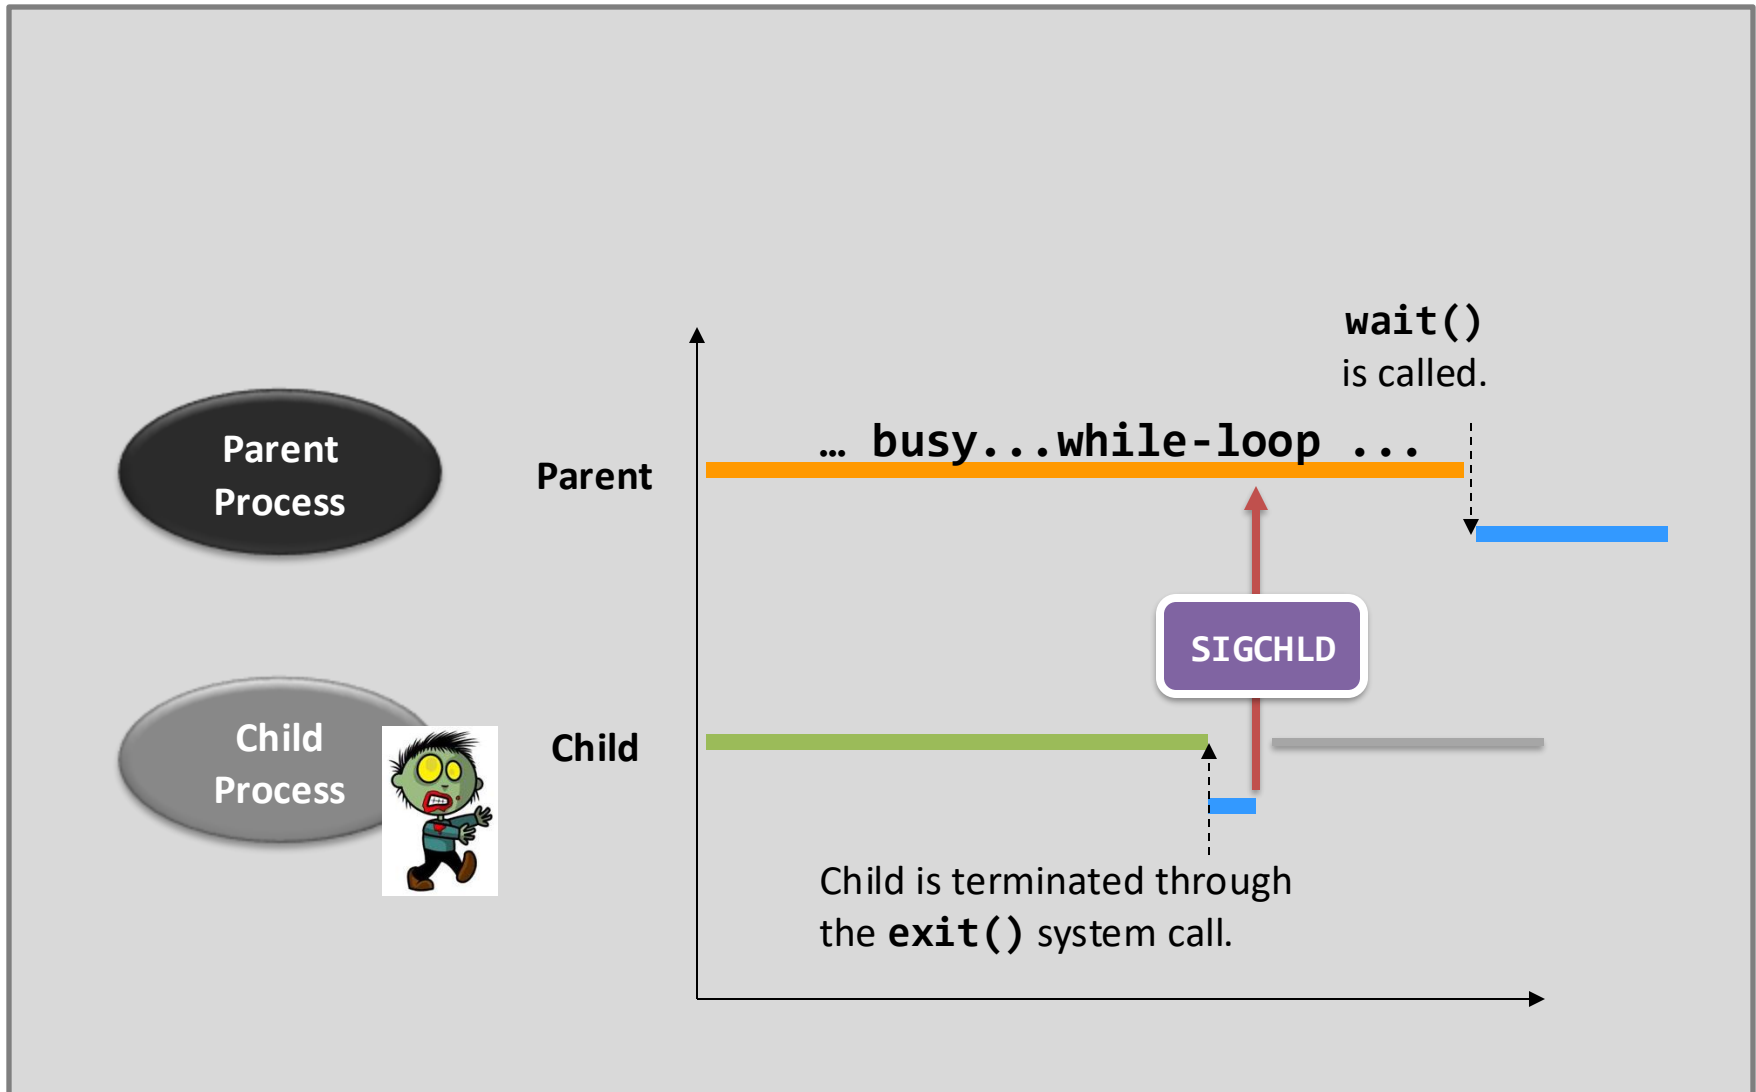 wait()
is called.
… busy...while-loop ...
Parent
Process
Parent
SIGCHLD
Child
Process
Child
Child is terminated through
the exit() system call.